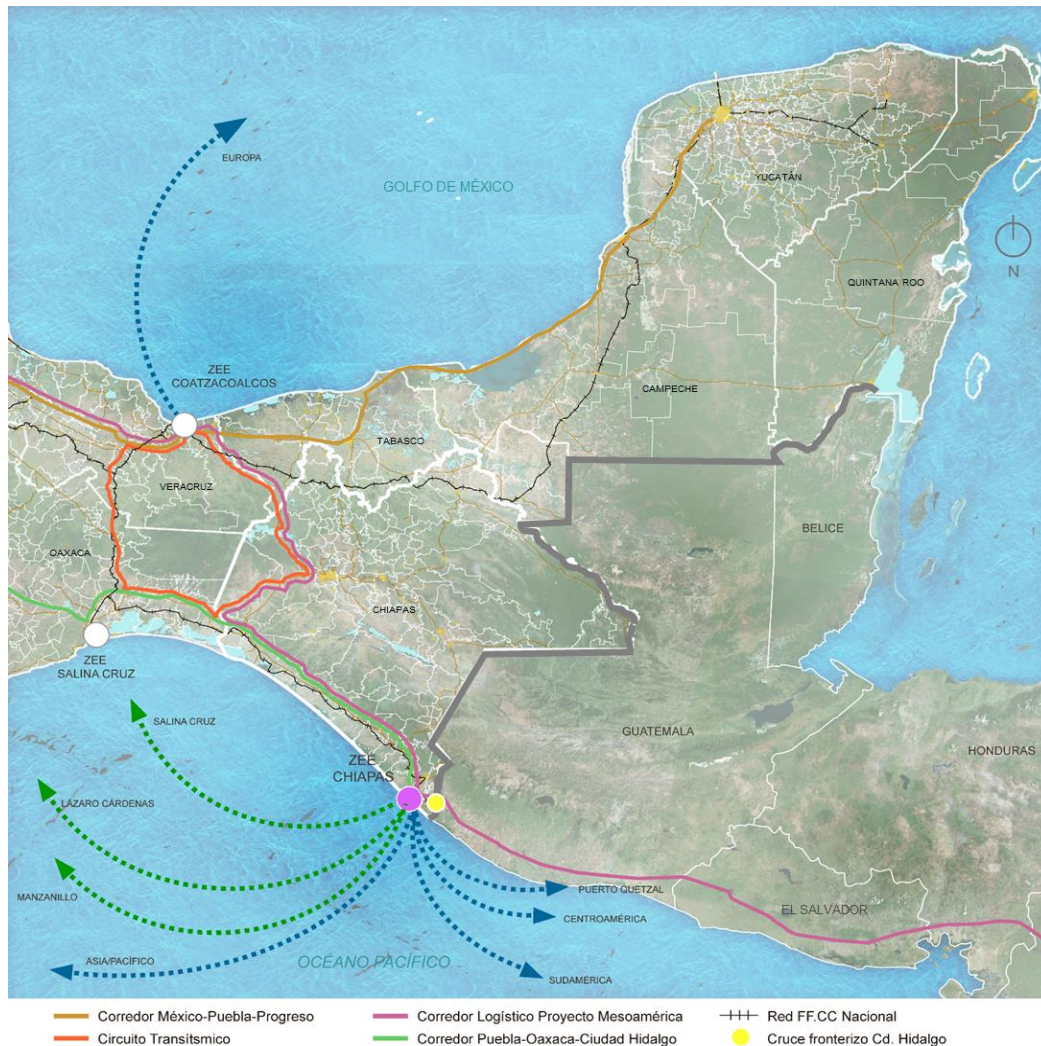 EUROPA
GOLFO DE MÉXICO
YUCATÁN
N
QUINTANA ROO
ZEE
COATZACOALCOS
CAMPECHE
TABASCO
VERACRUZ
BELICE
OAXACA
CHIAPAS
ZEE
SALINA CRUZ
SALINA CRUZ
GUATEMALA
HONDURAS
ZEE
CHIAPAS
LÁZARO CÁRDENAS
MANZANILLO
PUERTO QUETZAL
EL SALVADOR
CENTROAMÉRICA
ASIA/PACÍFICO
OCÉANO PACÍFICO
SUDAMÉRICA
Corredor México-Puebla-Progreso
Corredor Logístico Proyecto Mesoamérica
Red FF.CC Nacional
Circuito Transítsmico
Corredor Puebla-Oaxaca-Ciudad Hidalgo
Cruce fronterizo Cd. Hidalgo